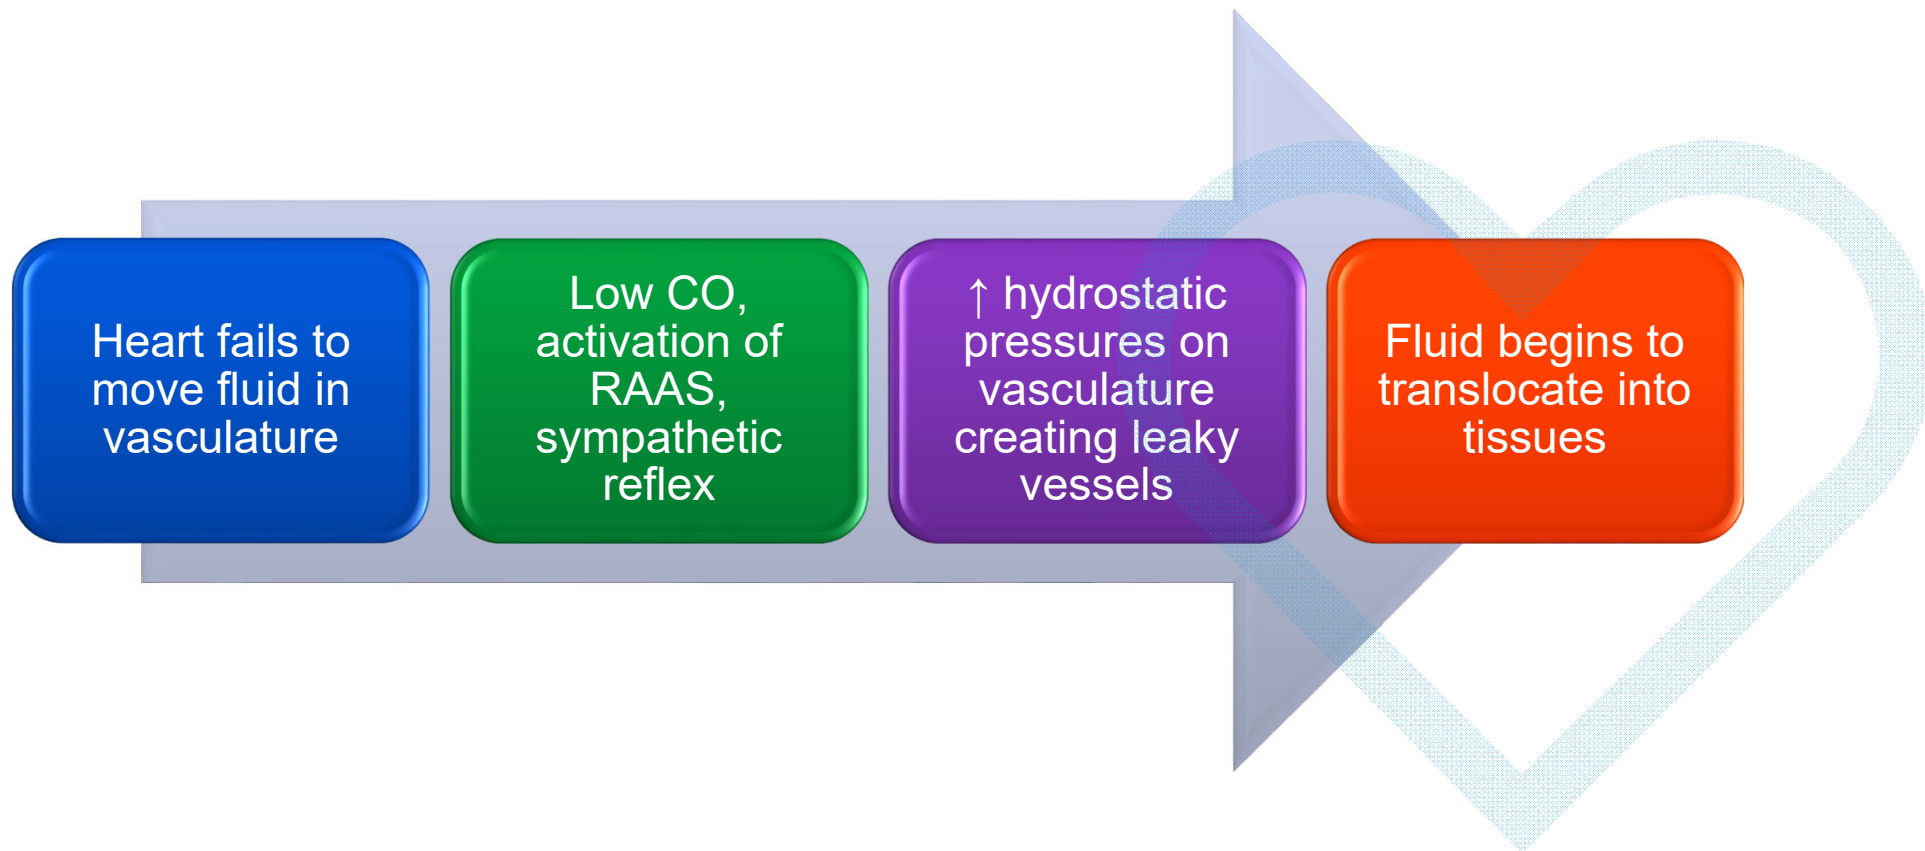 Heart fails to
move fluid in
vasculature
Low CO,
activation of
RAAS,
sympathetic
reflex
↑ hydrostatic
pressures on
vasculature
creating leaky
vessels
Fluid begins to
translocate into
tissues